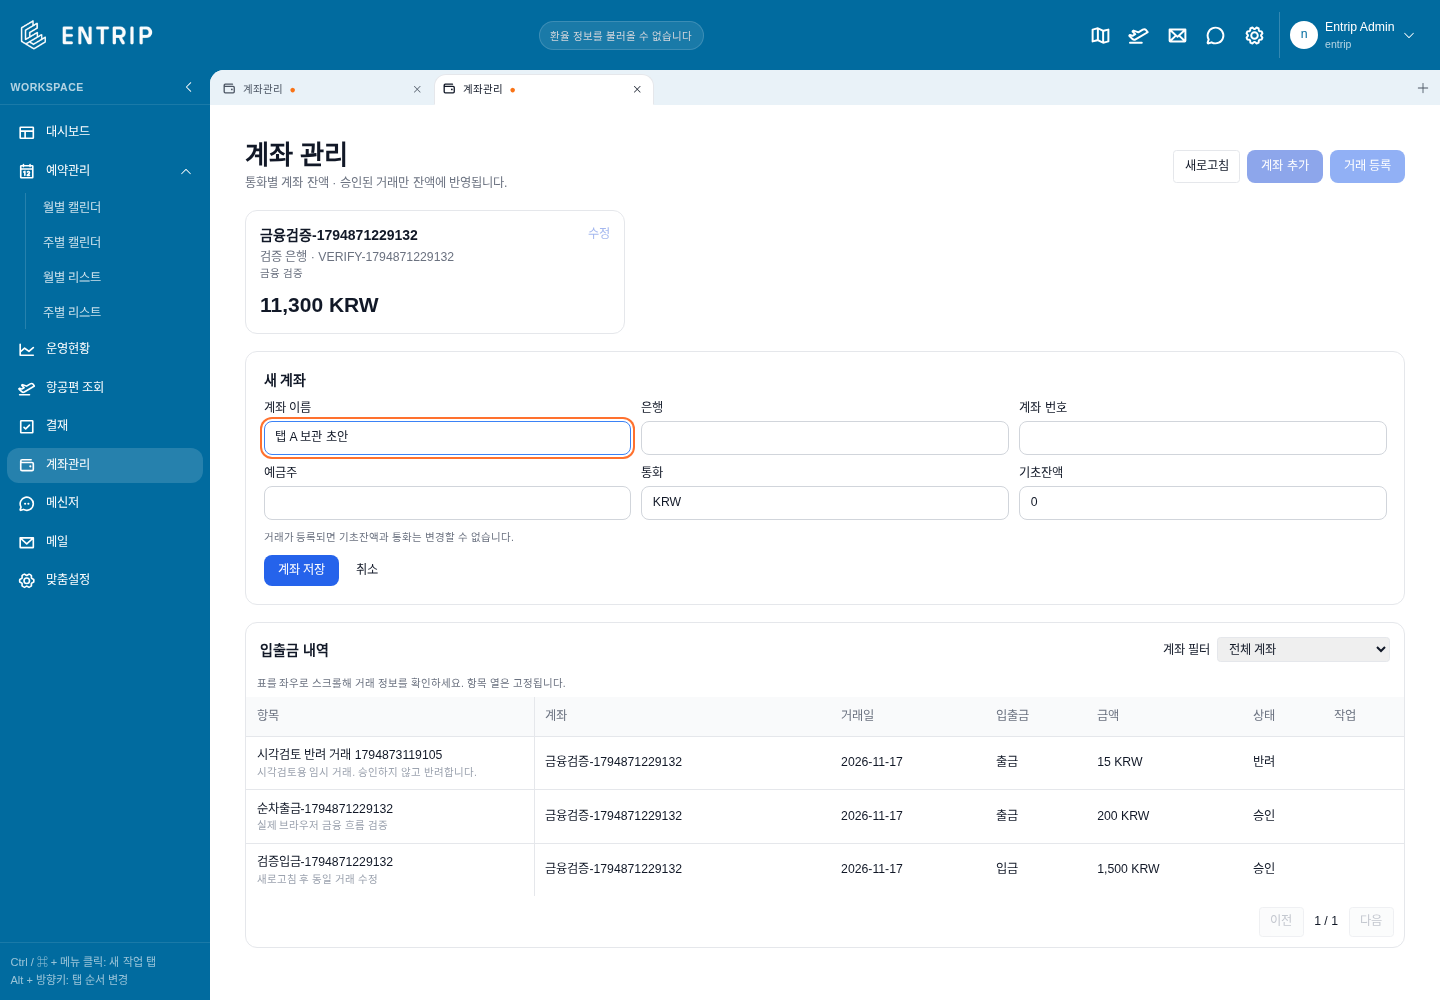 ENTRIP
환율 정보를 불러올 수 없습니다
n
Entrip Admin
entrip
WORKSPACE
대시보드
예약관리
월별 캘린더
주별 캘린더
월별 리스트
주별 리스트
운영현황
항공편 조회
결재
계좌관리
메신저
메일
맞춤설정
Ctrl / ⌘ + 메뉴 클릭: 새 작업 탭
Alt + 방향키: 탭 순서 변경
계좌관리
계좌관리
계좌 관리
통화별 계좌 잔액 · 승인된 거래만 잔액에 반영됩니다.
새로고침
계좌 추가
거래 등록
금융검증-1794871229132
수정
검증 은행 · VERIFY-1794871229132
금융 검증
11,300 KRW
새 계좌
계좌 이름
은행
계좌 번호
탭 A 보관 초안
예금주
통화
기초잔액
KRW
0
거래가 등록되면 기초잔액과 통화는 변경할 수 없습니다.
계좌 저장
취소
입출금 내역
계좌 필터
전체 계좌
표를 좌우로 스크롤해 거래 정보를 확인하세요. 항목 열은 고정됩니다.
항목 계좌 거래일 입출금 금액 상태 작업
시각검토 반려 거래 1794873119105
시각검토용 임시 거래. 승인하지 않고 반려합니다.
금융검증-1794871229132 2026-11-17 출금 15 KRW 반려
순차출금-1794871229132
실제 브라우저 금융 흐름 검증
금융검증-1794871229132 2026-11-17 출금 200 KRW 승인
검증입금-1794871229132
새로고침 후 동일 거래 수정
금융검증-1794871229132 2026-11-17 입금 1,500 KRW 승인
이전
1 / 1
다음